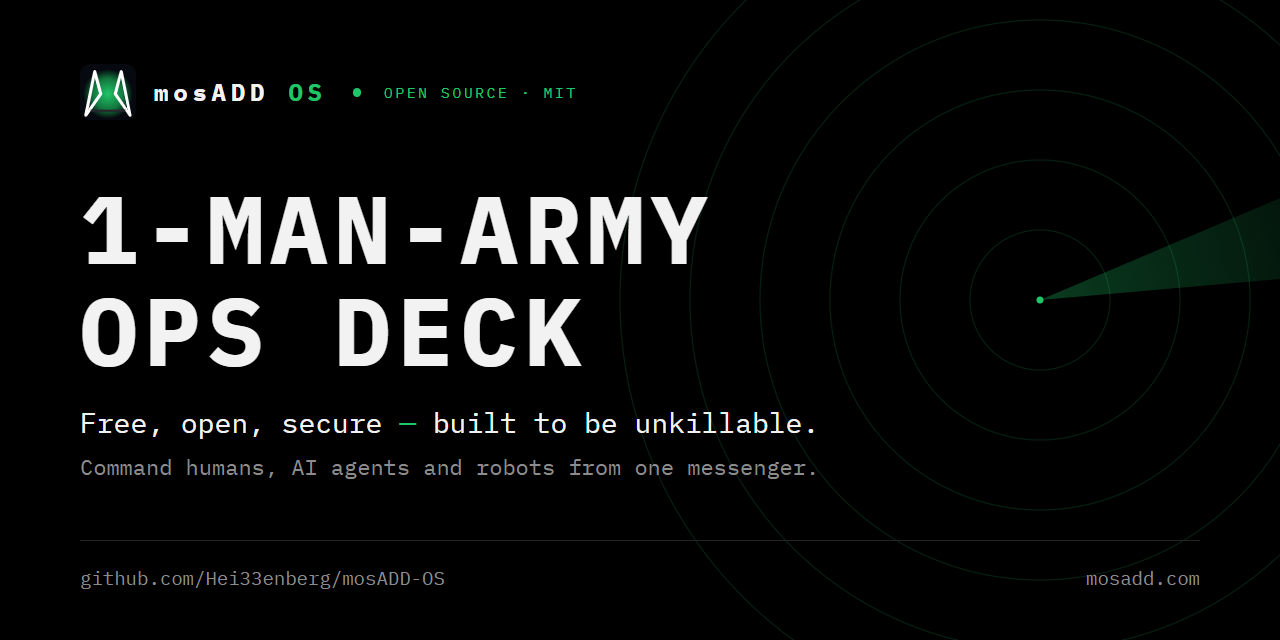 mosADD OS • OPEN SOURCE · MIT
1-MAN-ARMY
OPS DECK
Free, open, secure — built to be unkillable.
Command humans, AI agents and robots from one messenger.
github.com/Hei33enberg/mosADD-OS
mosadd.com